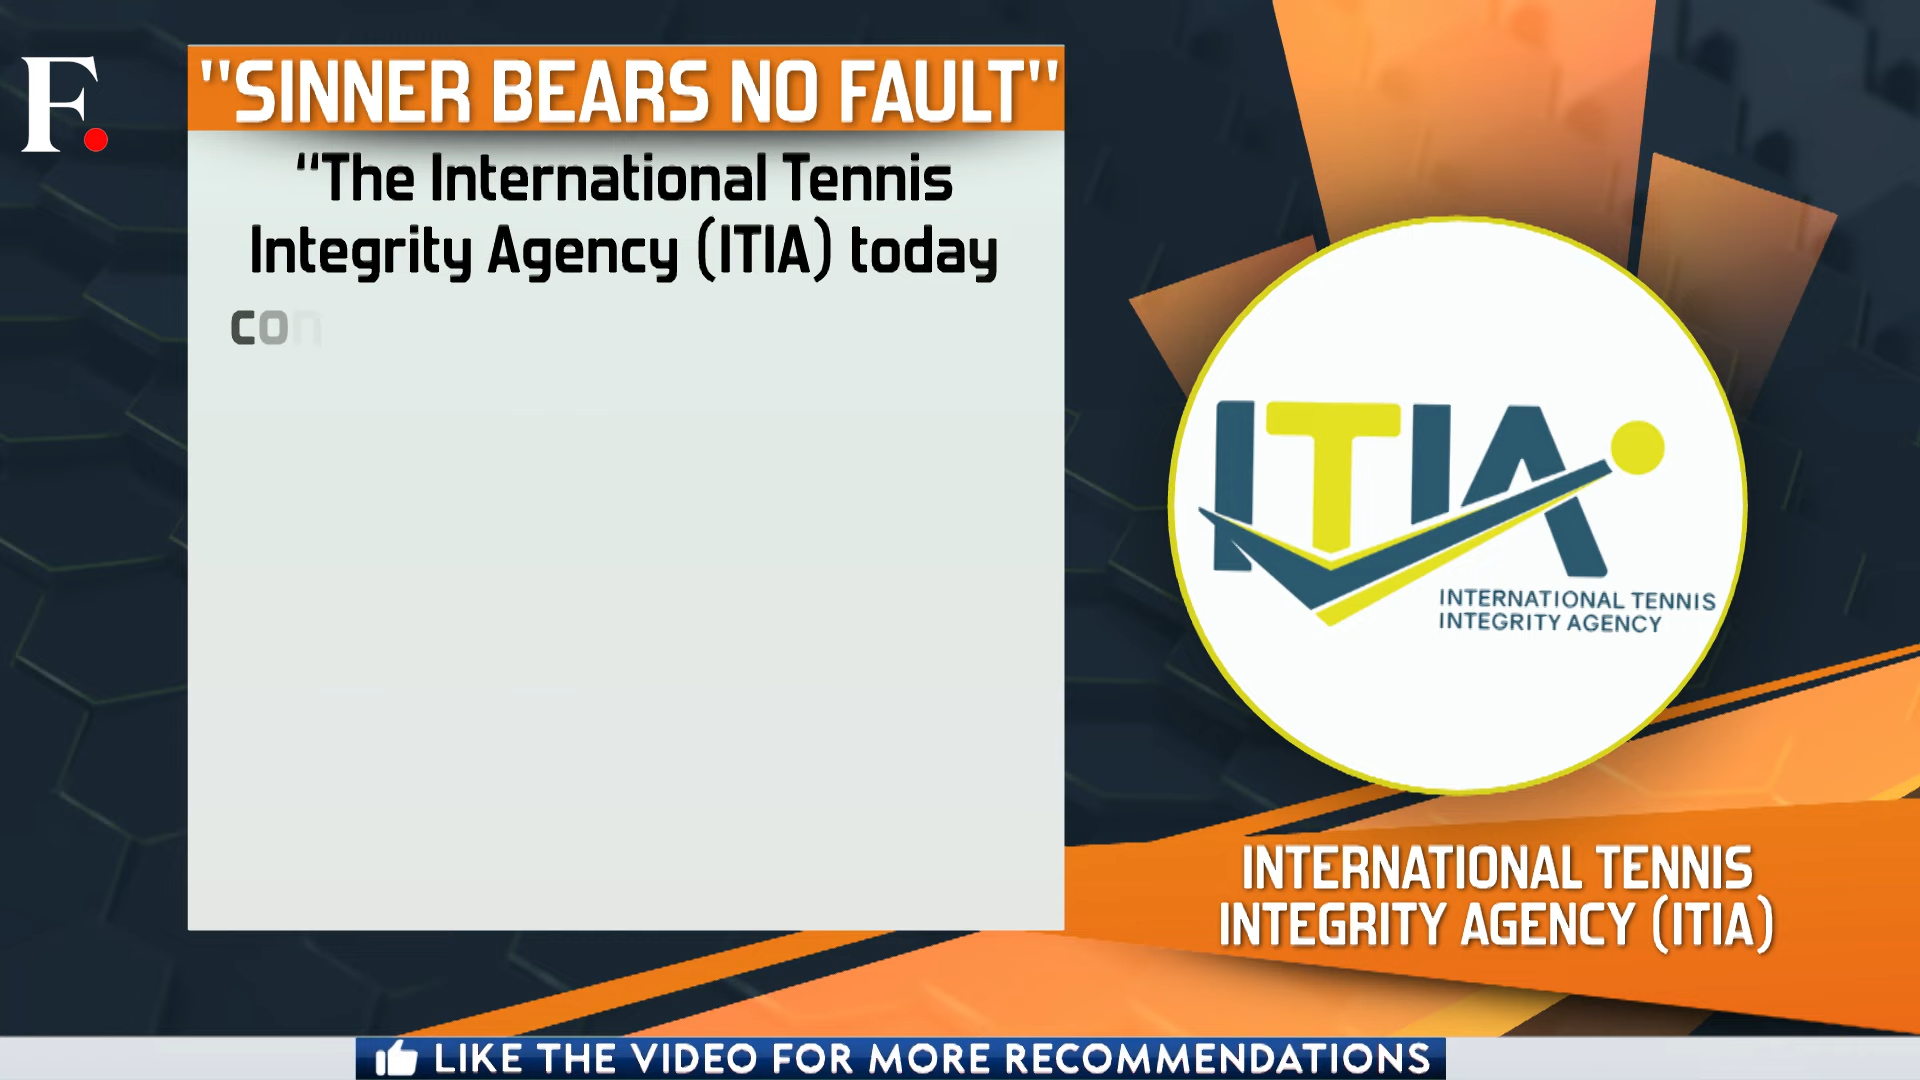 F.
"SINNER BEARS NO FAULT"
"The International Tennis
Integrity Agency (ITIA) today
con
ITIA
INTERNATIONAL TENNIS
INTEGRITY AGENCY
INTERNATIONAL TENNIS
INTEGRITY AGENCY (ITIA)
LIKE THE VIDEO FOR MORE RECOMMENDATIONS